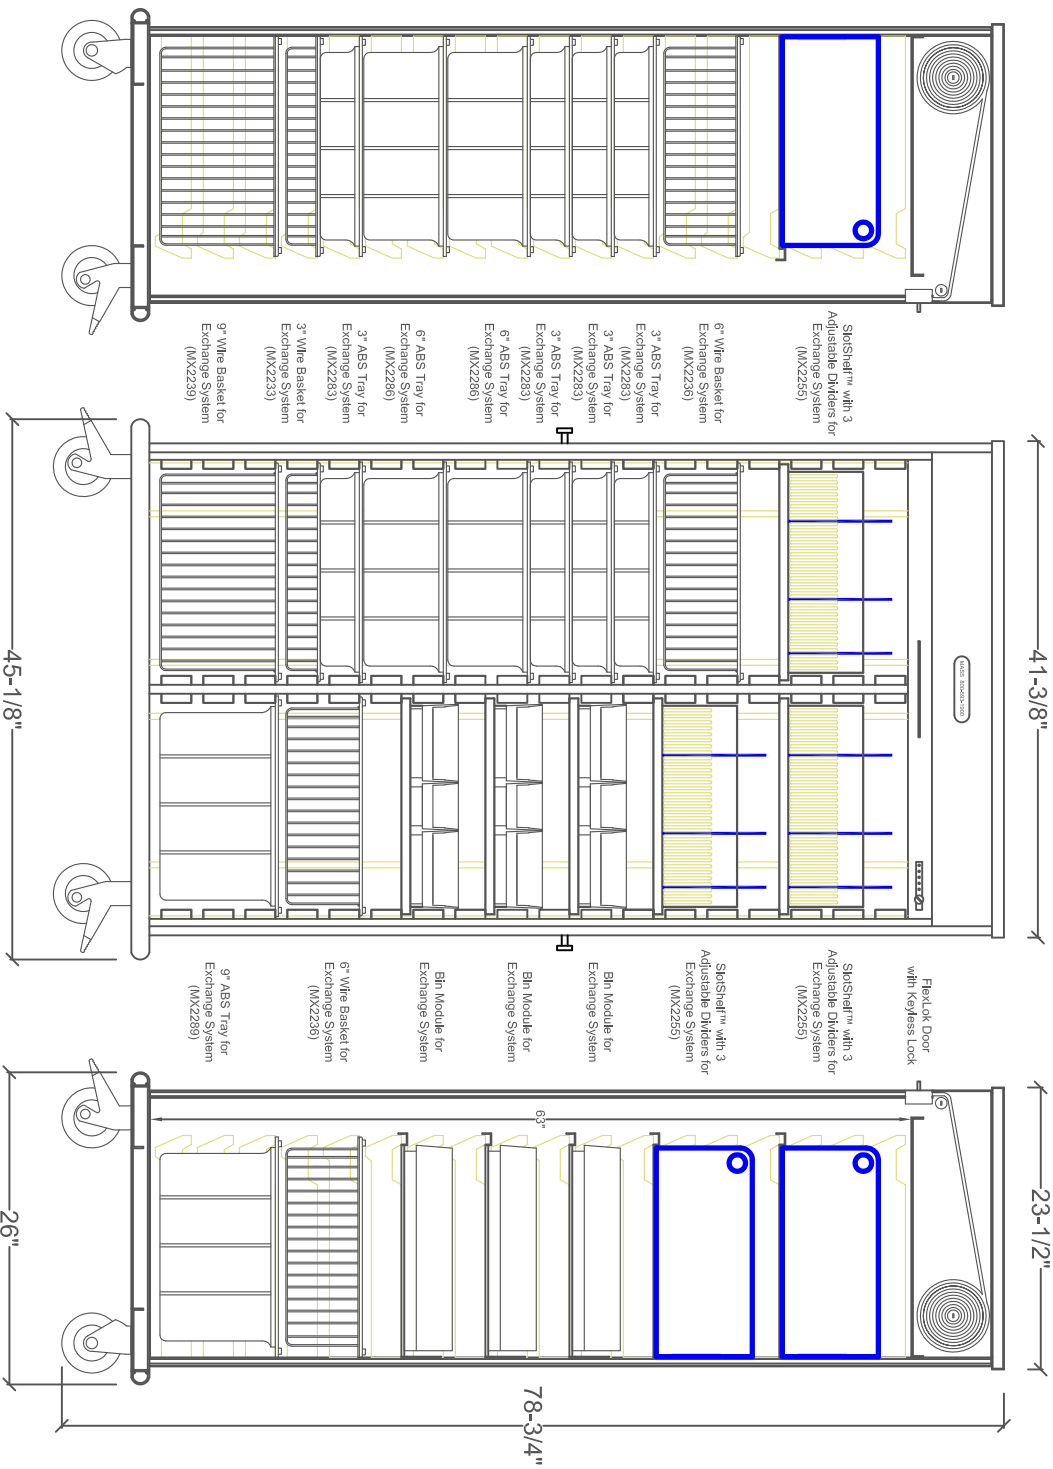 41-3/8"
23-1/2"
MASS
SlotShelf™ with 3
Adjustable Dividers for
Exchange System
(MX2255)
6" Wire Basket for
Exchange System
(MX2236)
3" ABS Tray for
Exchange System
(MX2283)
3" ABS Tray for
Exchange System
(MX2283)
3" ABS Tray for
Exchange System
(MX2283)
6" ABS Tray for
Exchange System
(MX2286)
6" ABS Tray for
Exchange System
(MX2286)
3" ABS Tray for
Exchange System
(MX2283)
3" Wire Basket for
Exchange System
(MX2233)
9" Wire Basket for
Exchange System
(MX2239)
FlexLok Door
with Keyless Lock
SlotShelf™ with 3
Adjustable Dividers for
Exchange System
(MX2255)
SlotShelf™ with 3
Adjustable Dividers for
Exchange System
(MX2255)
Bin Module for
Exchange System
Bin Module for
Exchange System
Bin Module for
Exchange System
6" Wire Basket for
Exchange System
(MX2236)
9" ABS Tray for
Exchange System
(MX2289)
63"
78-3/4"
45-1/8"
26"